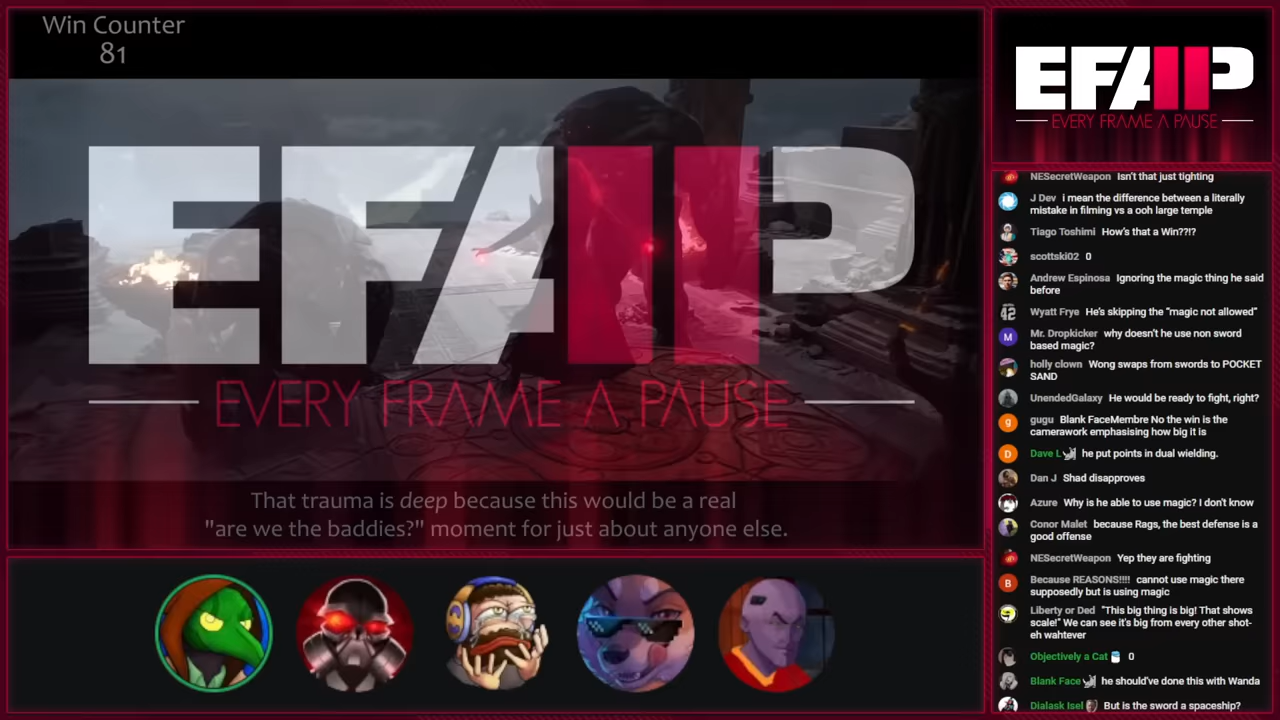 Win Counter
81
EFAP
EVERY FRAME A PAUSE
That trauma is deep because this would be a real
"are we the baddies?" moment for just about anyone else.
EFAP
EVERY FRAME A PAUSE
NESecretWeapon Isn't that just tighting
J Dev i mean the difference between a literally
mistake in filming vs a ooh large temple
Tiago Toshimi How's that a Win??!?
scottski02 0
Andrew Espinosa Ignoring the magic thing he said
before
42
Wyatt Frye He's skipping the "magic not allowed"
M
Mr. Dropkicker why doesn't he use non sword
based magic?
holly clown Wong swaps from swords to POCKET
SAND
UnendedGalaxy He would be ready to fight, right?
g
gugu Blank FaceMembre No the win is the
camerawork emphasising how big it is
D
Dave L he put points in dual wielding.
Dan J Shad disapproves
Azure Why is he able to use magic? I don't know
Conor Malet because Rags, the best defense is a
good offense
NESecretWeapon Yep they are fighting
B
Because REASONS!!!! cannot use magic there
supposedly but is using magic
Liberty or Ded "This big thing is big! That shows
scale!" We can see it's big from every other shot-
eh wahtever
Objectively a Cat 0
Blank Face he should've done this with Wanda
Dialask Isel But is the sword a spaceship?